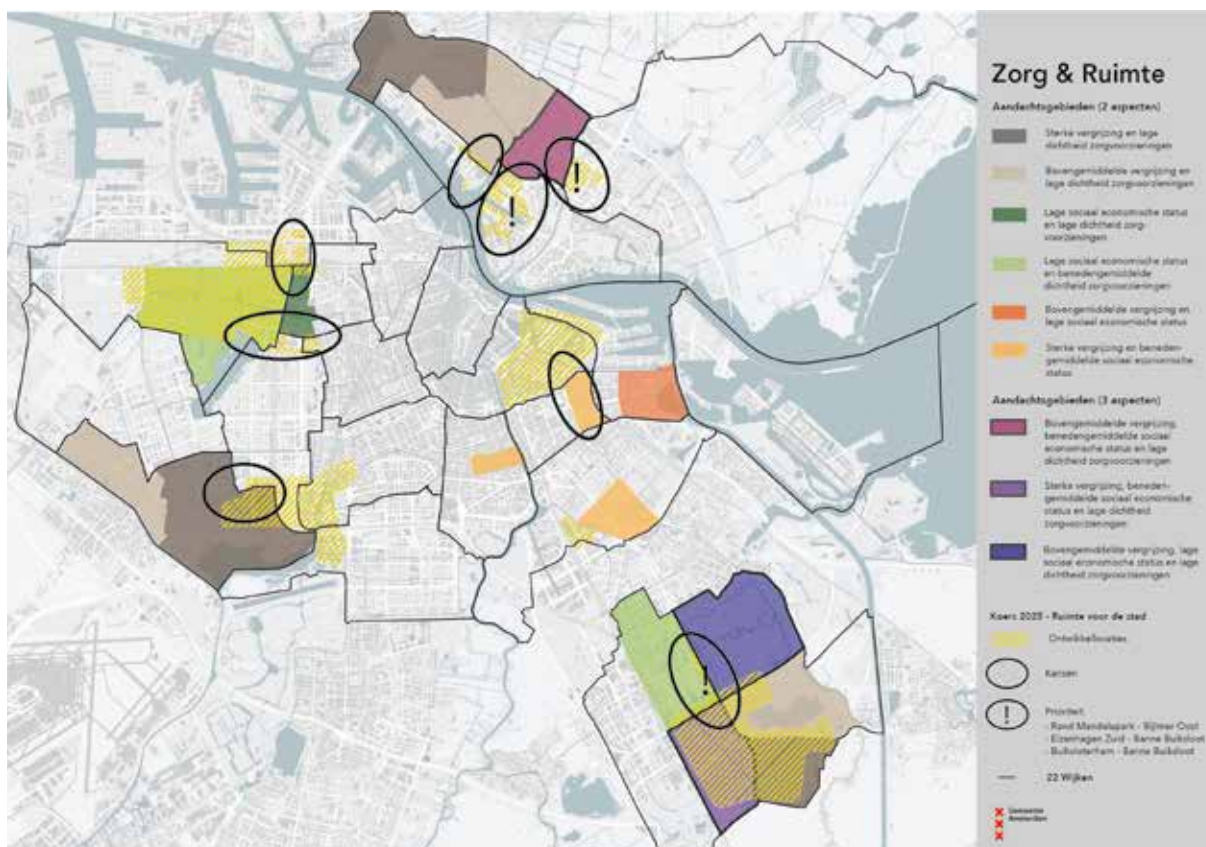 Zorg & Ruimte
Aandachtsgebieden (2 aspecten)
Sterke vergrijzing en lage
dichtheid zorgvoorzieningen
Bovengemiddelde vergrijzing en
lage dichtheid zorgvoorzieningen
Lage sociaal economische status
en lage dichtheid zorg-
voorzieningen
Lage sociaal economische status
en benedengemiddelde
dichtheid zorgvoorzieningen
Bovengemiddelde vergrijzing en
lage sociaal economische status
Sterke vergrijzing en beneden-
gemiddelde sociaal economische
status
Aandachtsgebieden (3 aspecten)
Bovengemiddelde vergrijzing,
benedengemiddelde sociaal
economische status en lage
dichtheid zorgvoorzieningen
Sterke vergrijzing, beneden-
gemiddelde sociaal economische
status en lage dichtheid
zorgvoorzieningen
Bovengemiddelde vergrijzing, lage
sociaal economische status en lage
dichtheid zorgvoorzieningen
Koers 2025 - Ruimte voor de stad
Ontwikkellocaties
Kansen
!
Prioriteit
- Rond Mandelapark - Bijlmer Oost
- Elzenhagen Zuid - Banne Buiksloot
- Buiksloterham - Banne Buiksloot
22 Wijken
Gemeente
Amsterdam
!
!
!